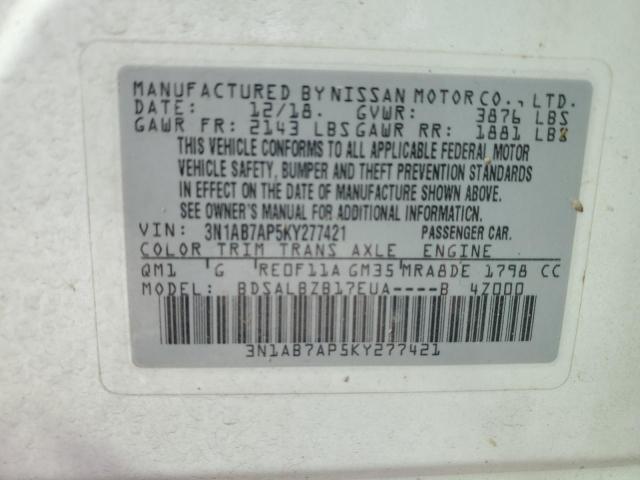 MANUFACTURED BY NISSAN MOTOR CO., LTD.
DATE: 12/18. GVWR: 3876 LBS
GAWR FR: 2143 LBS GAWR RR: 1881 LBS
THIS VEHICLE CONFORMS TO ALL APPLICABLE FEDERAL MOTOR
VEHICLE SAFETY, BUMPER AND THEFT PREVENTION STANDARDS
IN EFFECT ON THE DATE OF MANUFACTURE SHOWN ABOVE.
SEE OWNER'S MANUAL FOR ADDITIONAL INFORMATION.
VIN: 3N1AB7AP5KY277421 PASSENGER CAR.
COLOR TRIM TRANS AXLE ENGINE
QM1 G RE0F11A GM35 MRA8DE 1798 CC
MODEL: BDSALBZB17EUA----B 4Z000
3N1AB7AP5KY277421